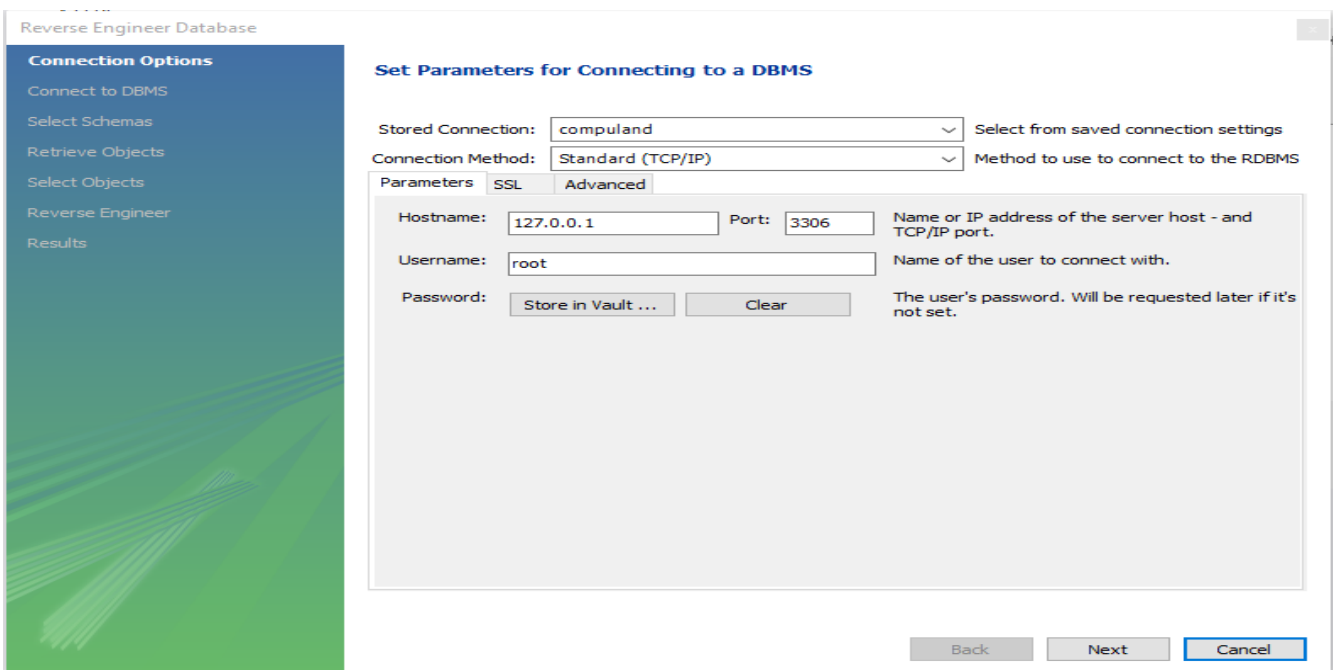 Reverse Engineer Database
Connection Options
Connect to DBMS
Select Schemas
Retrieve Objects
Select Objects
Reverse Engineer
Results
Set Parameters for Connecting to a DBMS
Stored Connection: compuland Select from saved connection settings
Connection Method: Standard (TCP/IP) Method to use to connect to the RDBMS
Parameters SSL Advanced
Hostname: 127.0.0.1 Port: 3306 Name or IP address of the server host - and
TCP/IP port.
Username: root Name of the user to connect with.
Password: Store in Vault ... Clear The user's password. Will be requested later if it's
not set.
Back Next Cancel